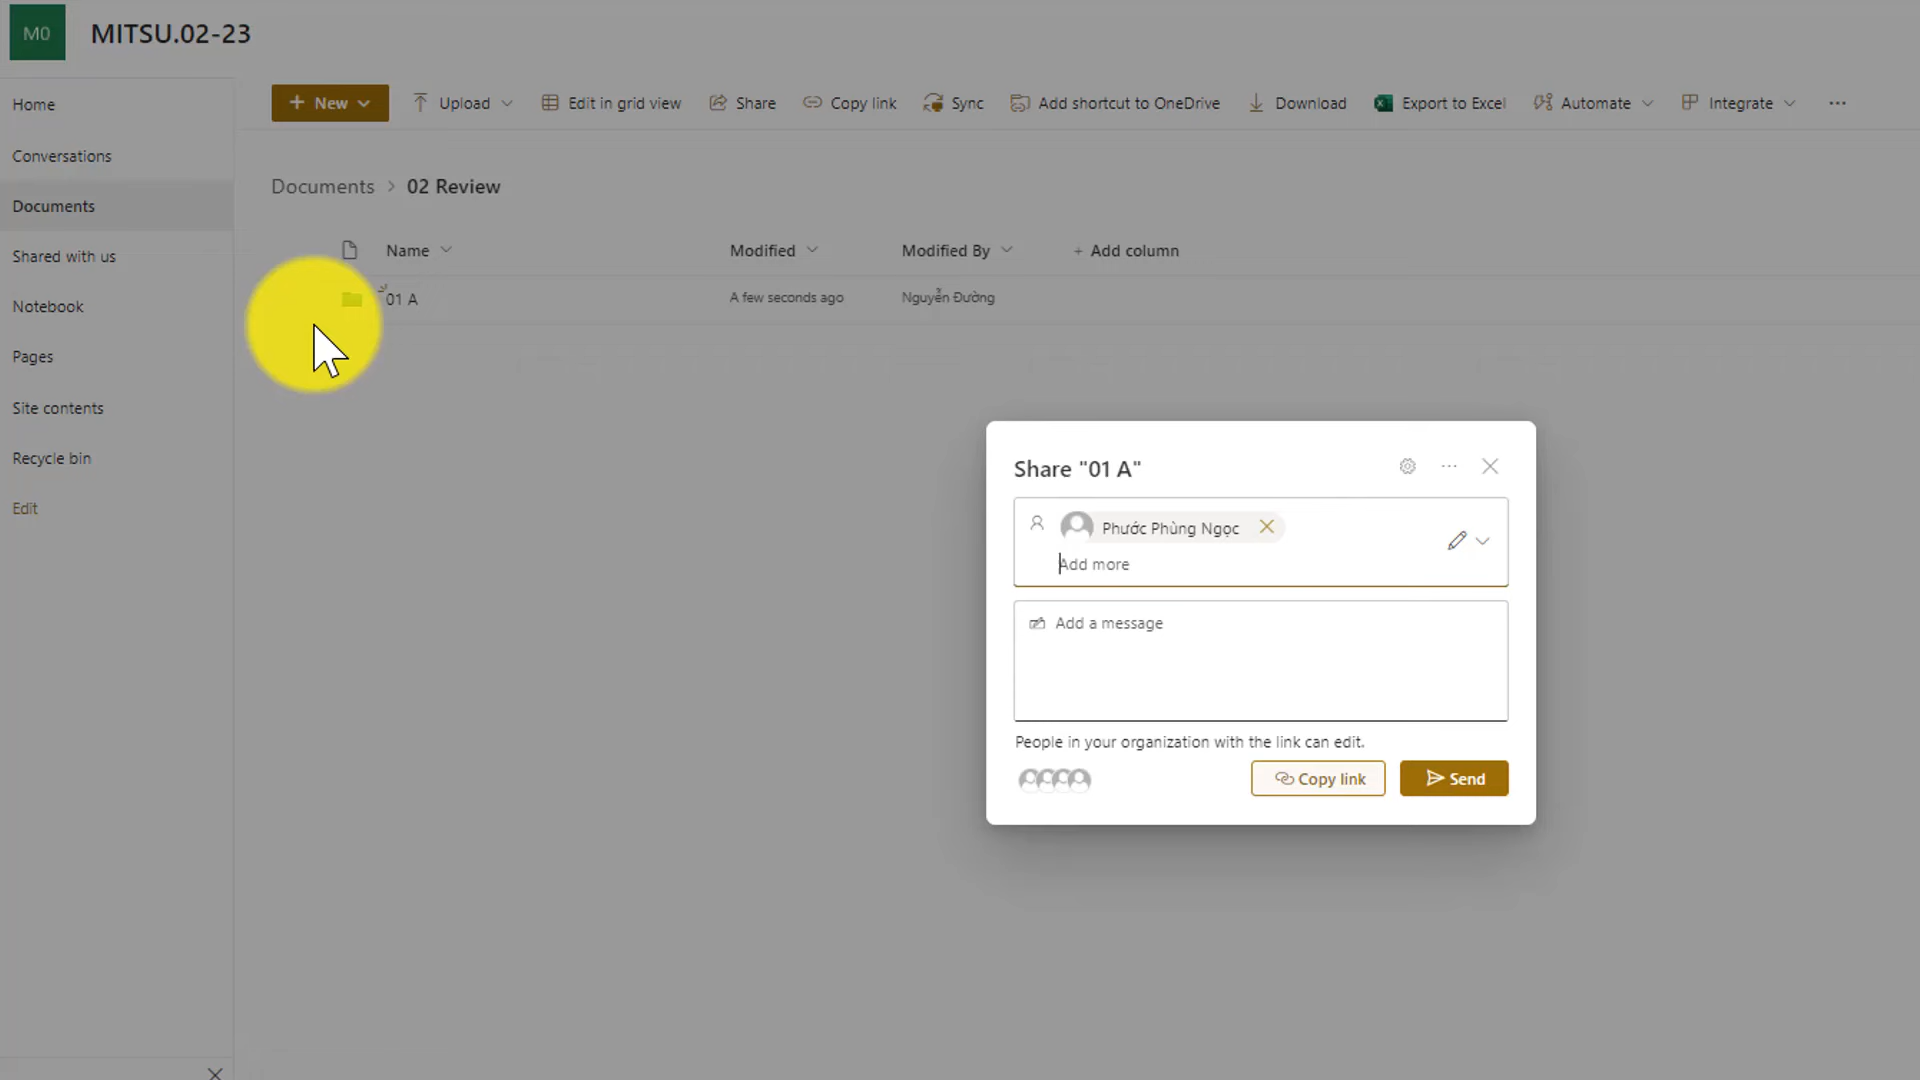 M0
MITSU.02-23
Home
Conversations
Documents
Shared with us
Notebook
Pages
Site contents
Recycle bin
Edit
+ New
Upload
Edit in grid view
Share
Copy link
Sync
Add shortcut to OneDrive
Download
Export to Excel
Automate
Integrate
...
Documents > 02 Review
Name
Modified
Modified By
+ Add column
01 A
A few seconds ago
Nguyễn Đường
Share "01 A"
...
Phước Phùng Ngọc
Add more
Add a message
People in your organization with the link can edit.
Copy link
Send